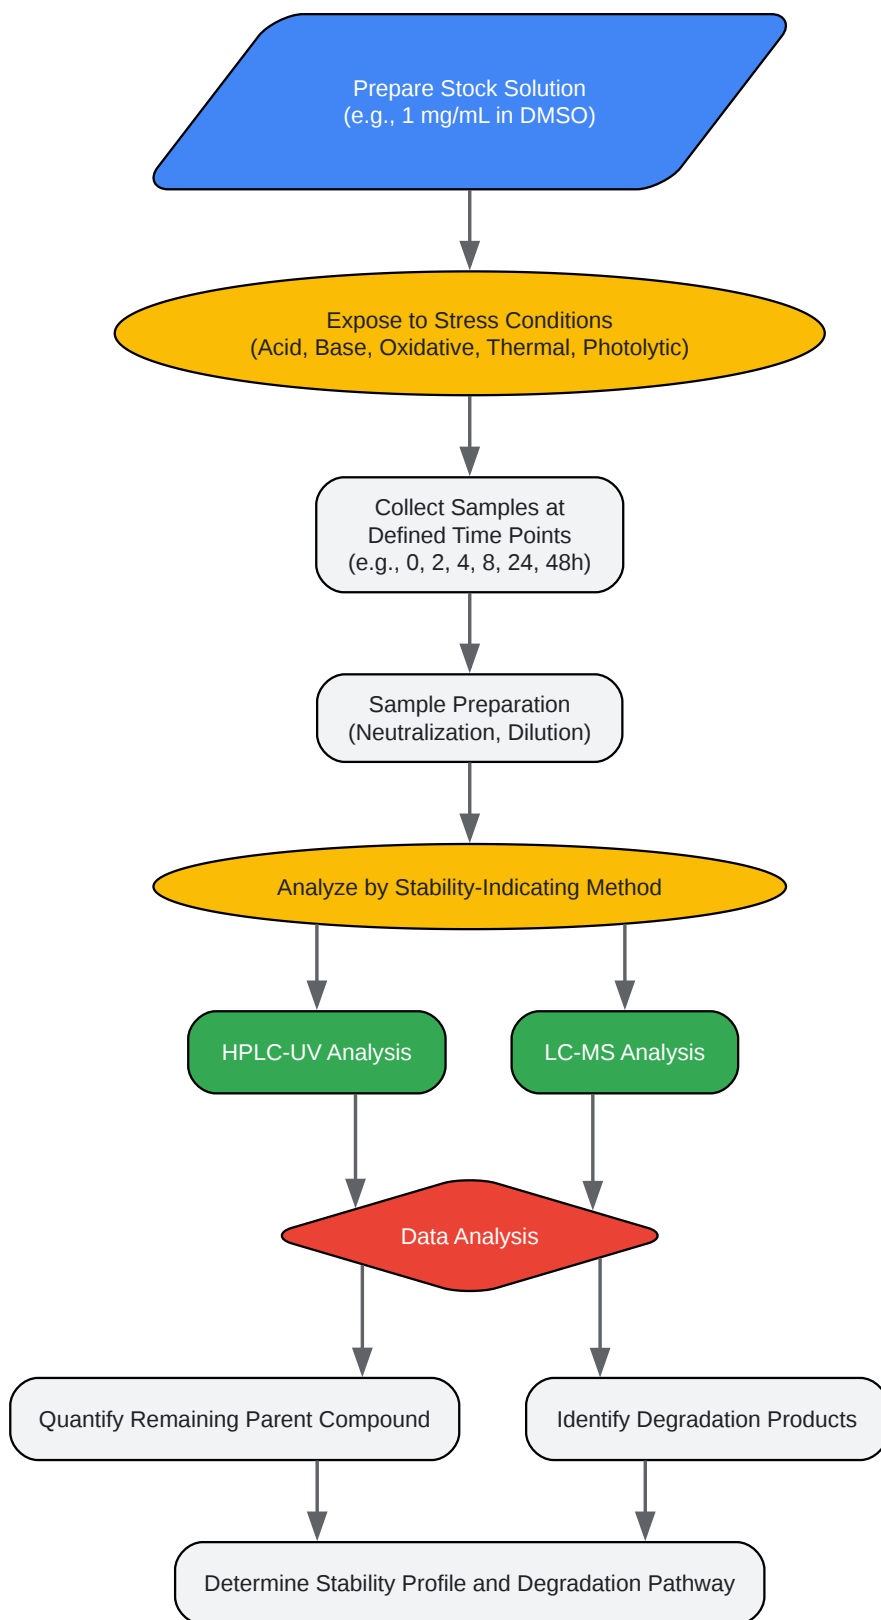 Prepare Stock Solution
(e.g., 1 mg/mL in DMSO)
Expose to Stress Conditions
(Acid, Base, Oxidative, Thermal, Photolytic)
Collect Samples at
Defined Time Points
(e.g., 0, 2, 4, 8, 24, 48h)
Sample Preparation
(Neutralization, Dilution)
Analyze by Stability-Indicating Method
HPLC-UV Analysis
LC-MS Analysis
Data Analysis
Quantify Remaining Parent Compound
Identify Degradation Products
Determine Stability Profile and Degradation Pathway